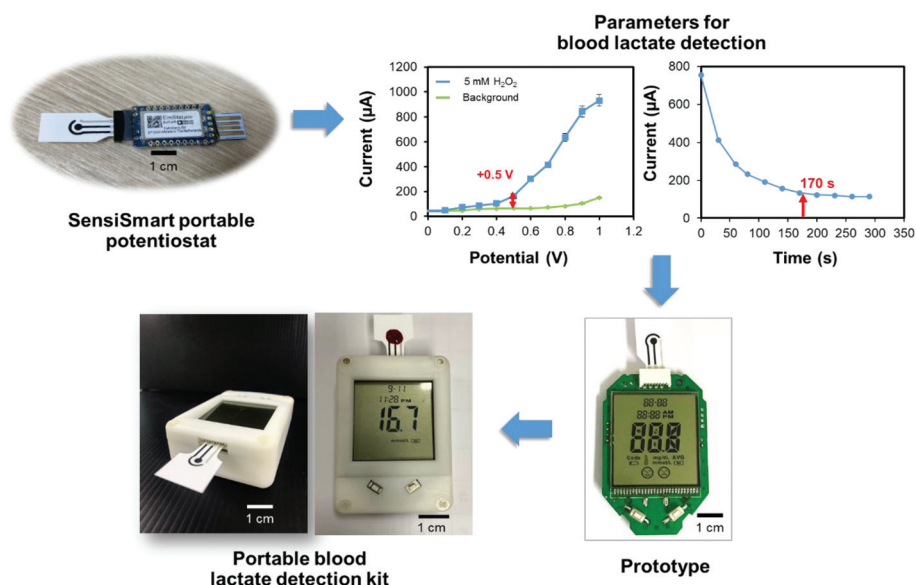 Parameters for
blood lactate detection
1 cm
SensiSmart portable
potentiostat
Current (µA)
1200
1000
800
600
400
200
0
5 mM H₂O₂
Background
+0.5 V
0 0.2 0.4 0.6 0.8 1 1.2
Potential (V)
Current (µA)
800
600
400
200
0
170 s
0 50 100 150 200 250 300 350
Time (s)
1 cm
9-11
11:28 PM
16.7
mmol/L
1 cm
Portable blood
lactate detection kit
88-88
88:88 AM
PM
88.8
Code mg/dL AVG
mmol/L
1 cm
Prototype